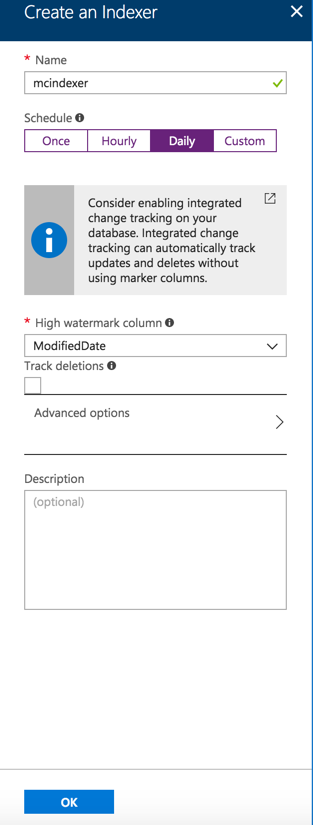 Create an Indexer
* Name
mcindexer
Schedule
Once Hourly Daily Custom
Consider enabling integrated
change tracking on your
database. Integrated change
tracking can automatically track
updates and deletes without
using marker columns.
* High watermark column
ModifiedDate
Track deletions
Advanced options
Description
(optional)
OK